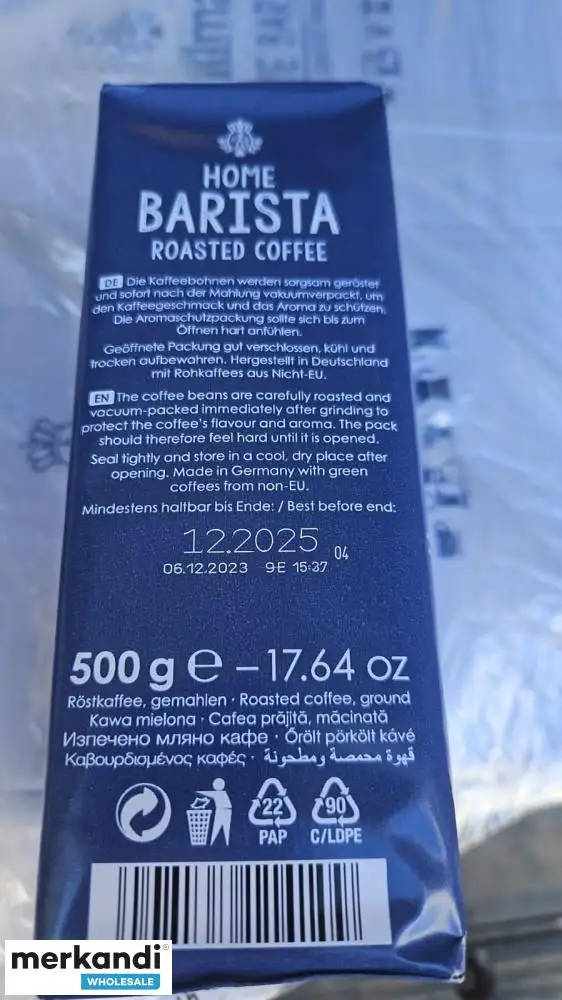 HOME
BARISTA
ROASTED COFFEE
DE Die Kaffeebohnen werden sorgsam geröstet
und sofort nach der Mahlung vakuumverpackt, um
den Kaffeegeschmack und das Aroma zu schützen.
Die Aromaschutzpackung sollte sich bis zum
Öffnen hart anfühlen.
Geöffnete Packung gut verschlossen, kühl und
trocken aufbewahren. Hergestellt in Deutschland
mit Rohkaffees aus Nicht-EU.
EN The coffee beans are carefully roasted and
vacuum-packed immediately after grinding to
protect the coffee's flavour and aroma. The pack
should therefore feel hard until it is opened.
Seal tightly and store in a cool, dry place after
opening. Made in Germany with green
coffees from non-EU.
Mindestens haltbar bis Ende: / Best before end:
12.2025 04
06.12.2023 9E 15:37
500 g e – 17.64 oz
Röstkaffee, gemahlen · Roasted coffee, ground
Kawa mielona · Cafea prăjită, măcinată
Изпечено мляно кафе · Őrölt pörkölt kávé
Καβουρδισμένος καφές · قهوة محمصة ومطحونة
22 90
PAP C/LDPE
merkandi®
WHOLESALE